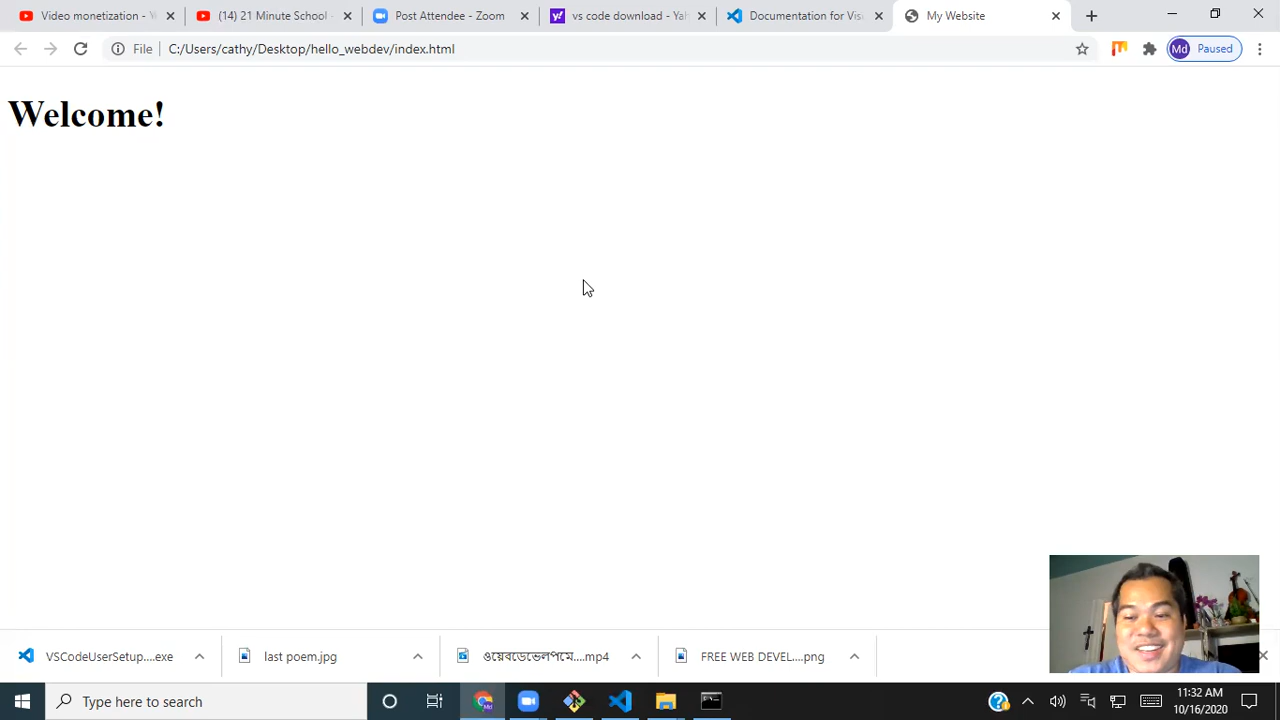 Video monetization - Y
(14) 21 Minute School -
Post Attendee - Zoom
vs code download - Yah
Documentation for Vis
My Website
File
C:/Users/cathy/Desktop/hello_webdev/index.html
Md
Paused
Welcome!
VSCodeUserSetup....exe
last poem.jpg
ওয়েবডেভেলপমে....mp4
FREE WEB DEVEL....png
Type here to search
11:32 AM
10/16/2020